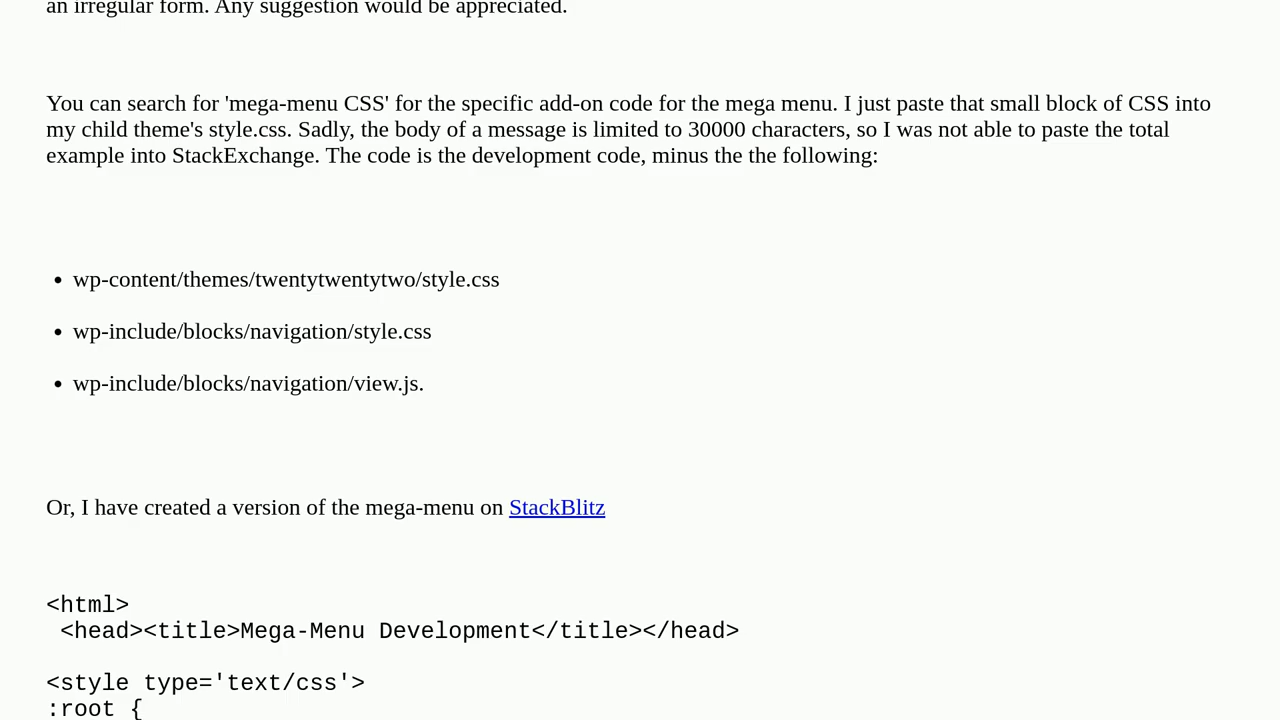 an irregular form. Any suggestion would be appreciated.
You can search for 'mega-menu CSS' for the specific add-on code for the mega menu. I just paste that small block of CSS into
my child theme's style.css. Sadly, the body of a message is limited to 30000 characters, so I was not able to paste the total
example into StackExchange. The code is the development code, minus the the following:
• wp-content/themes/twentytwentytwo/style.css
• wp-include/blocks/navigation/style.css
• wp-include/blocks/navigation/view.js.
Or, I have created a version of the mega-menu on StackBlitz
<html>
 <head><title>Mega-Menu Development</title></head>
<style type='text/css'>
:root {